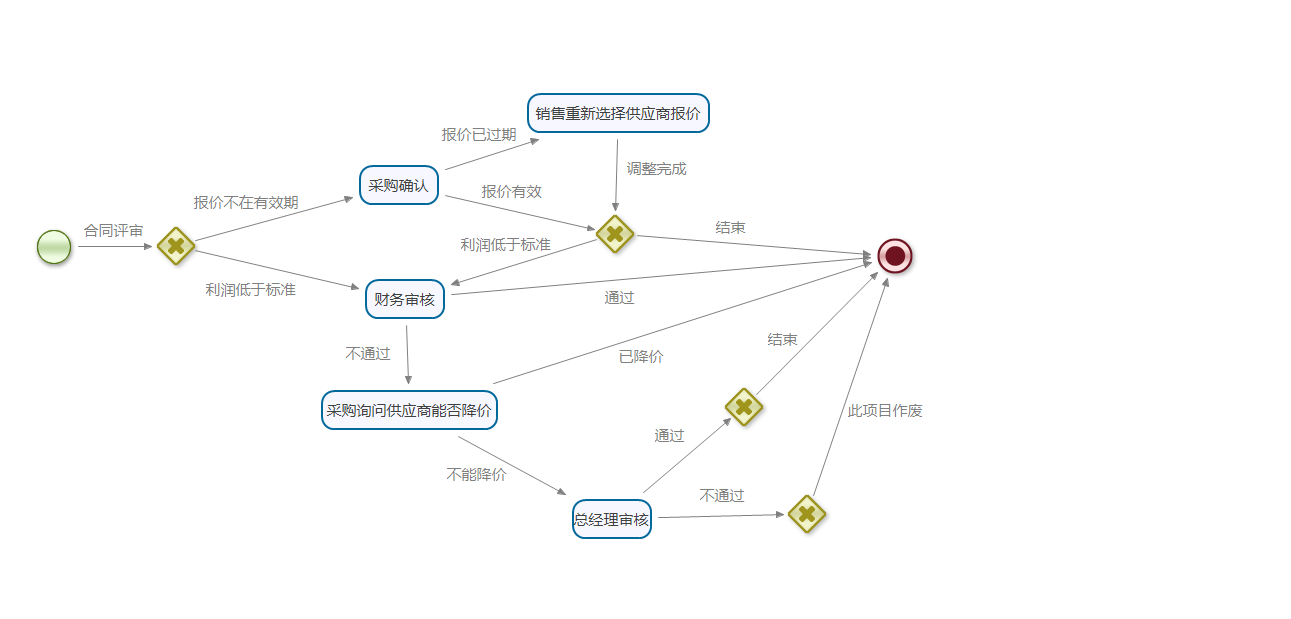 销售重新选择供应商报价
报价已过期
调整完成
采购确认
报价有效
报价不在有效期
合同评审
结束
利润低于标准
利润低于标准
财务审核
通过
不通过
已降价
结束
采购询问供应商能否降价
此项目作废
通过
不能降价
不通过
总经理审核